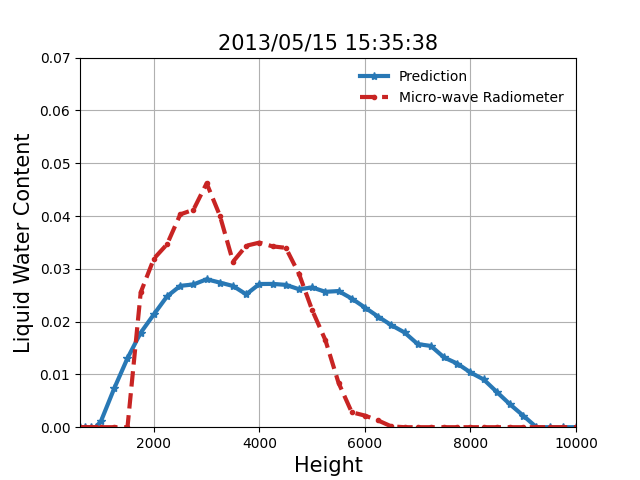 2013/05/15 15:35:38
Prediction
Micro-wave Radiometer
Liquid Water Content
0.07
0.06
0.05
0.04
0.03
0.02
0.01
0.00
2000 4000 6000 8000 10000
Height